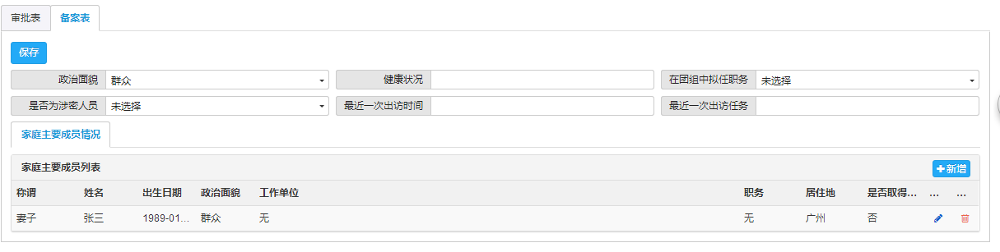 审批表 备案表
保存
政治面貌 群众 健康状况 在团组中拟任职务 未选择
是否为涉密人员 未选择 最近一次出访时间 最近一次出访任务
家庭主要成员情况
家庭主要成员列表 新增
称谓 姓名 出生日期 政治面貌 工作单位 职务 居住地 是否取得... ... ...
妻子 张三 1989-01... 群众 无 无 广州 否